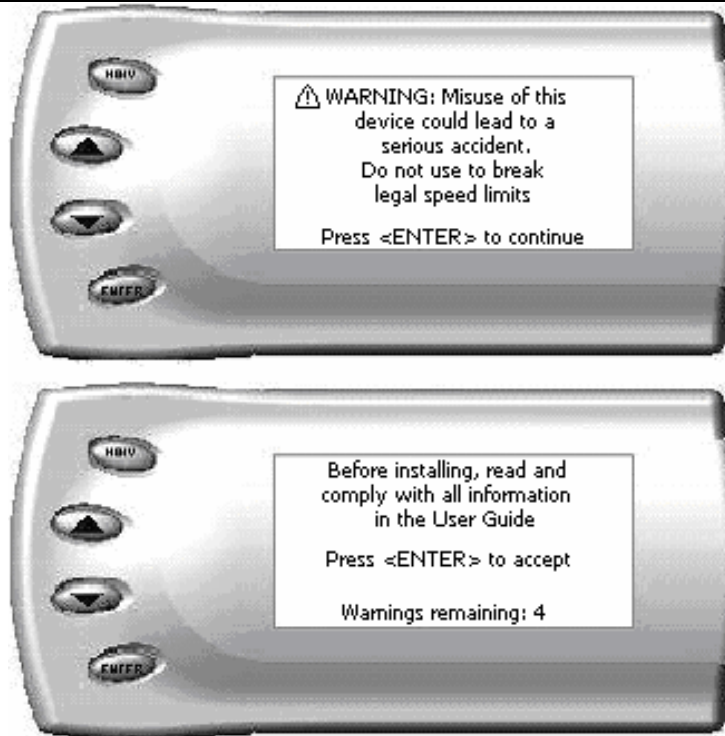 ⚠ WARNING: Misuse of this
device could lead to a
serious accident.
Do not use to break
legal speed limits
Press <ENTER> to continue
ENTER
Before installing, read and
comply with all information
in the User Guide
Press <ENTER> to accept
Warnings remaining: 4
ENTER